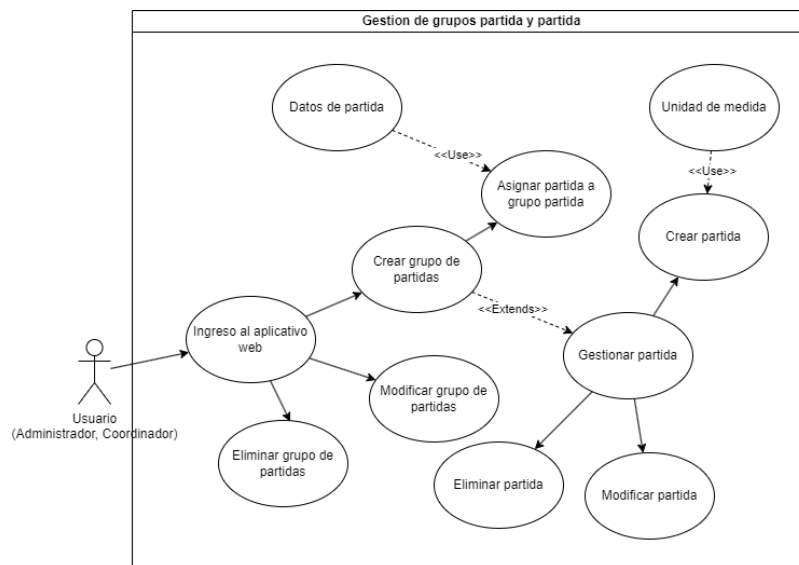 Gestion de grupos partida y partida
Datos de partida
Unidad de medida
<<Use>>
<<Use>>
Asignar partida a
grupo partida
Crear partida
Crear grupo de
partidas
<<Extends>>
Ingreso al aplicativo
web
Gestionar partida
Modificar grupo de
partidas
Usuario
(Administrador, Coordinador)
Eliminar grupo de
partidas
Eliminar partida
Modificar partida